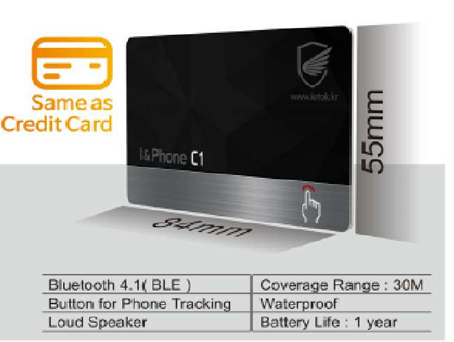 Same as
Credit Card
www.ietolk.kr
I&Phone C1
55mm
84mm
Bluetooth 4.1( BLE )
Coverage Range : 30M
Button for Phone Tracking
Waterproof
Loud Speaker
Battery Life : 1 year